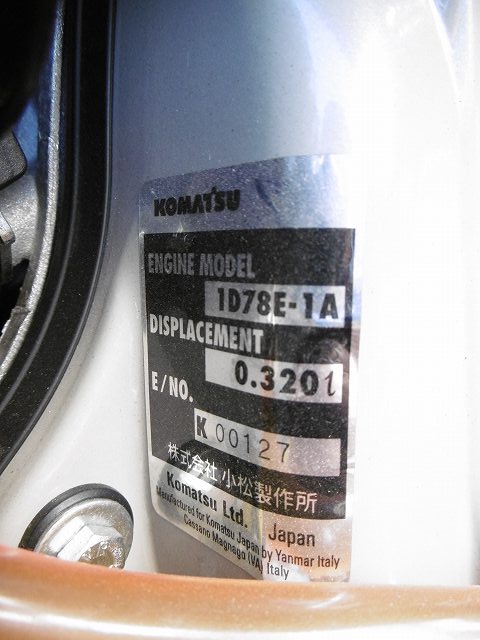 KOMATSU
ENGINE MODEL
1D78E-1A
DISPLACEMENT
0.320ℓ
E/NO.
K 00127
株式会社 小松製作所
Komatsu Ltd. Japan
Manufactured for Komatsu Japan by Yanmar Italy
Cassano Magnago (VA) Italy